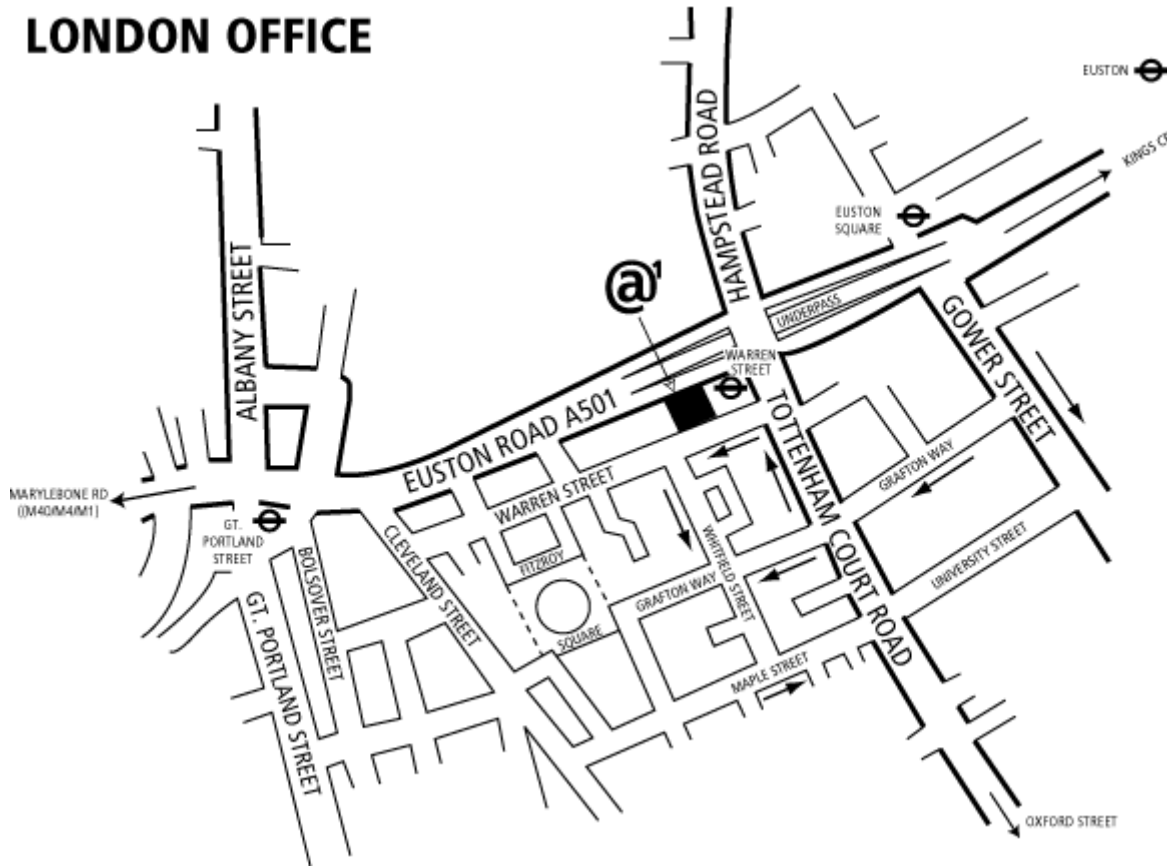 LONDON OFFICE
EUSTON
HAMPSTEAD ROAD
KINGS
EUSTON
SQUARE
ALBANY STREET
@1
UNDERPASS
GOWER STREET
WARREN
STREET
EUSTON ROAD A501
TOTTENHAM COURT ROAD
WARREN STREET
GRAFTON WAY
MARYLEBONE RD
((M40/M4/M1)
GT.
PORTLAND
STREET
CLEVELAND STREET
FITZROY
SQUARE
WHITFIELD STREET
UNIVERSITY STREET
BOLSOVER STREET
GRAFTON WAY
GT. PORTLAND STREET
MAPLE STREET
OXFORD STREET